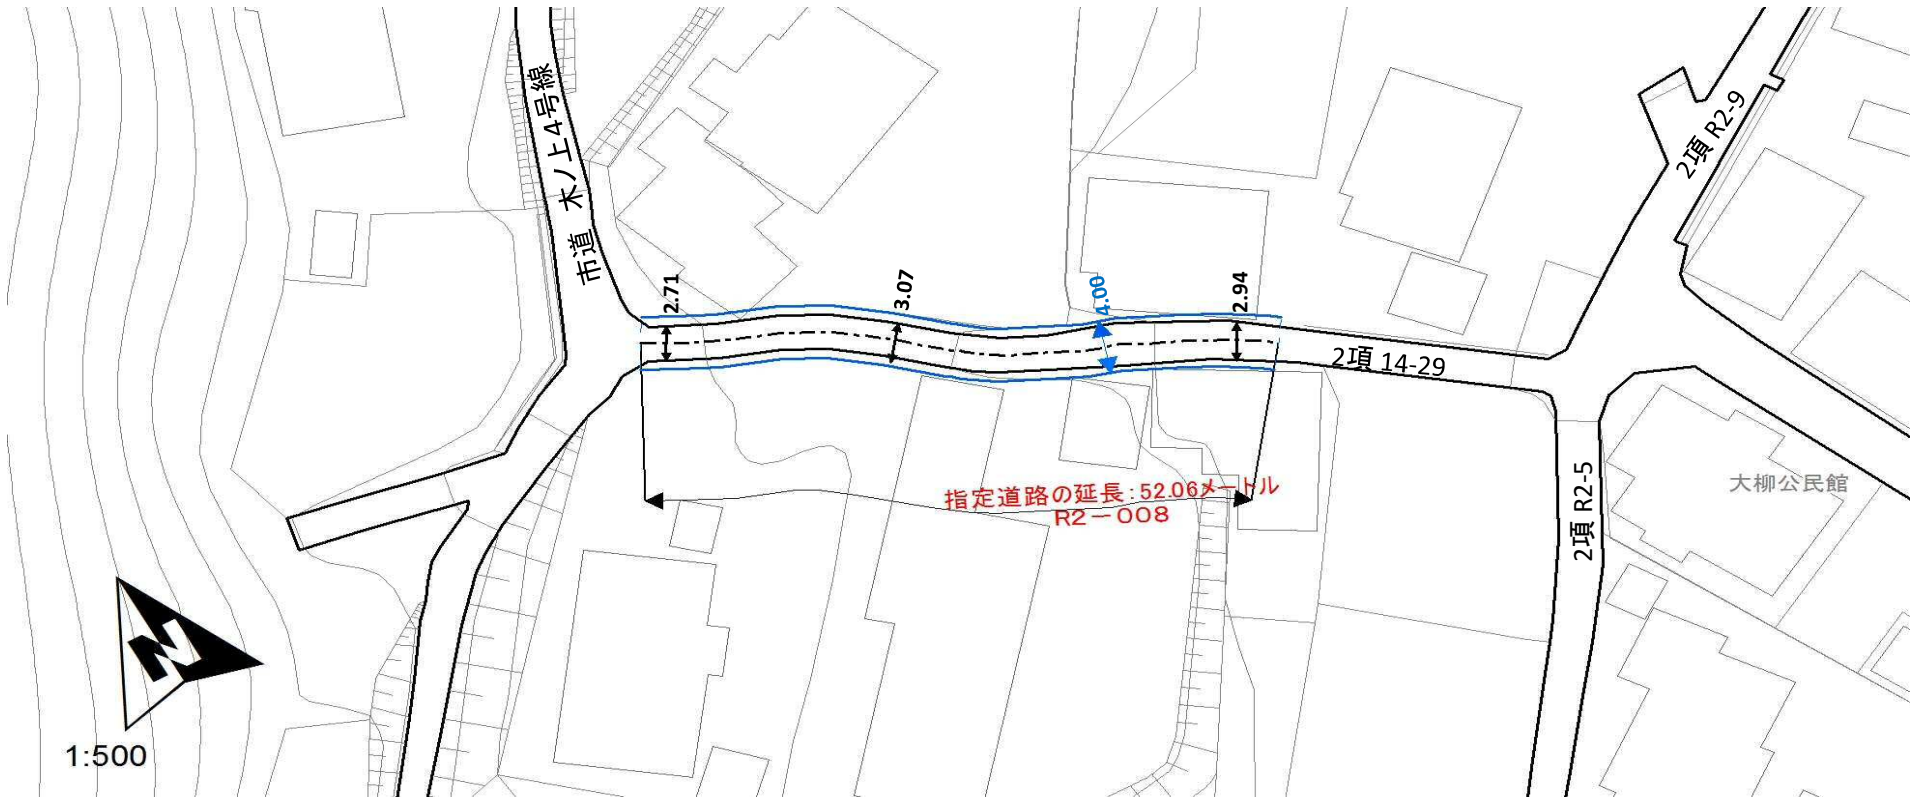 市道 木ノ上4号線
2.71
3.07
4.00
2.94
2項 R2-9
2項 14-29
2項 R2-5
大柳公民館
指定道路の延長:52.06メートル
R2-008
N
1:500